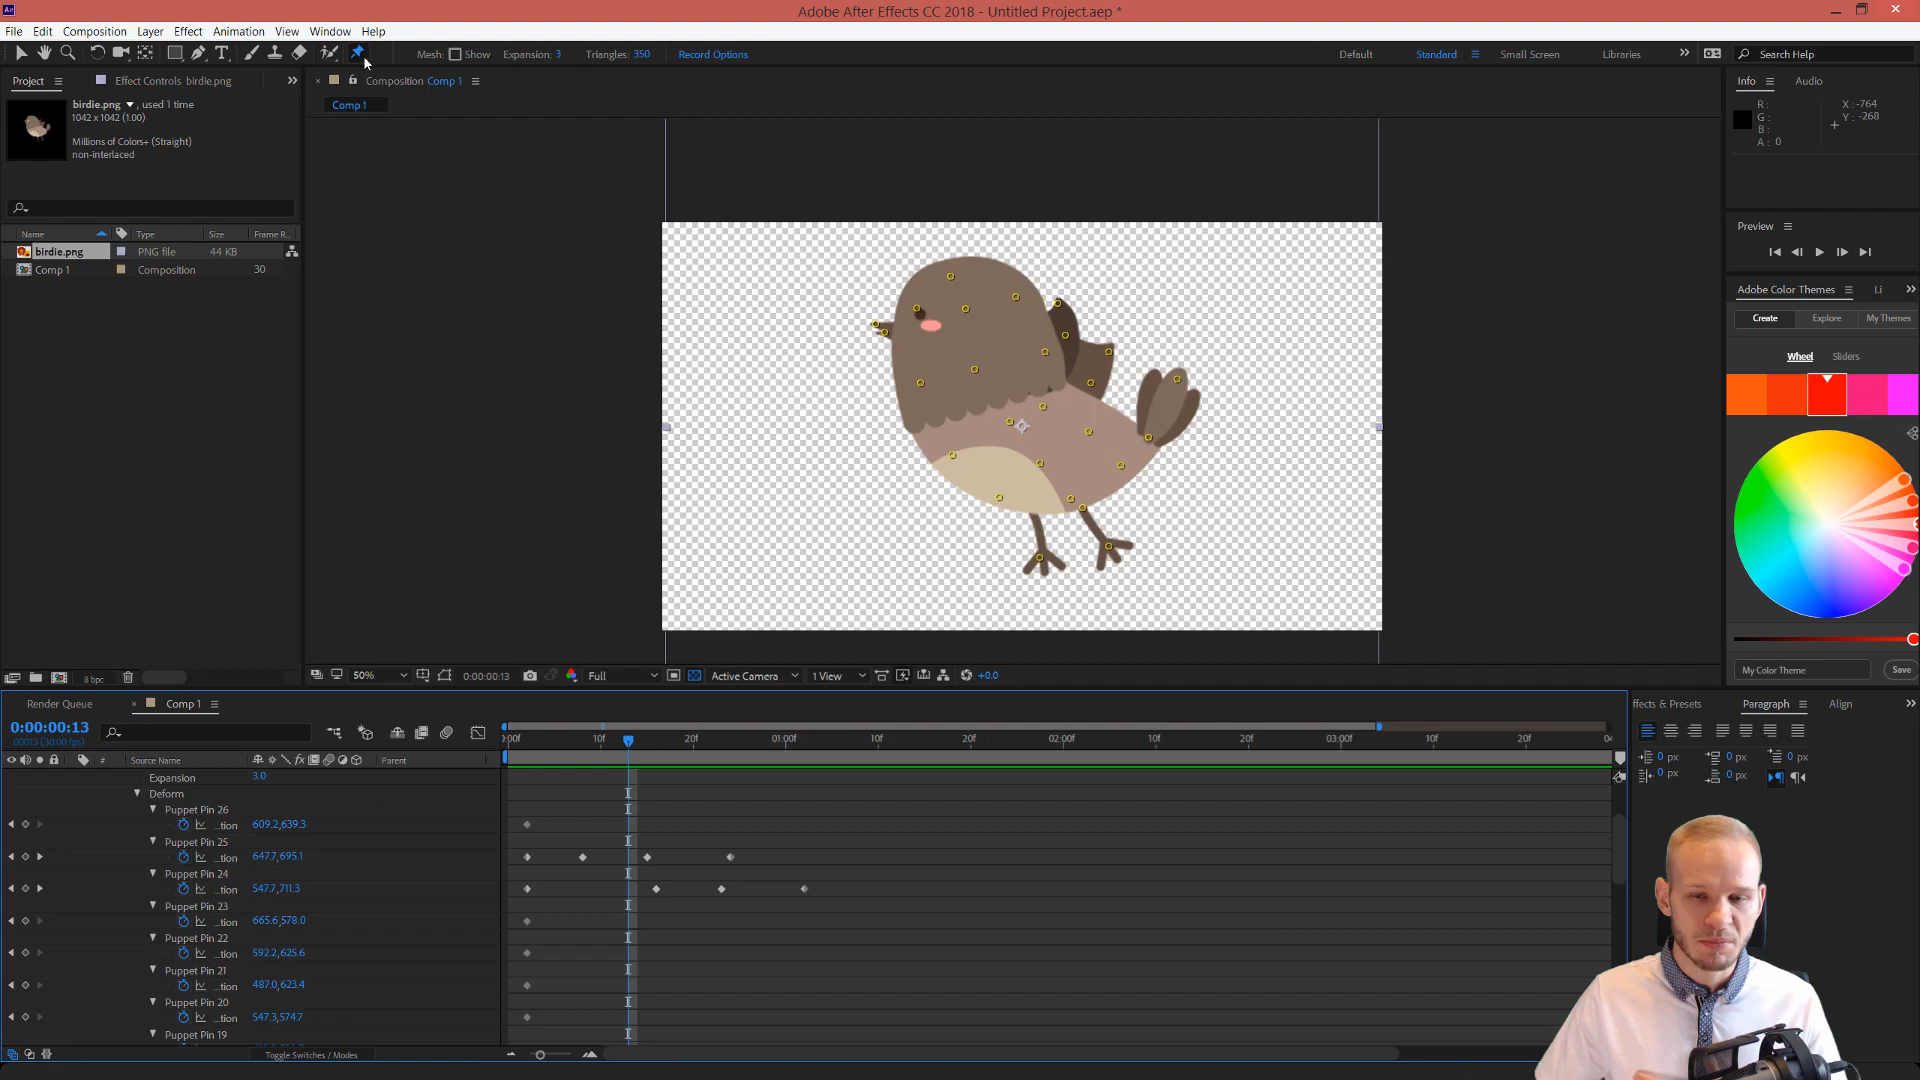 Adobe After Effects CC 2018 - Untitled Project.aep *
File Edit Composition Layer Effect Animation View Window Help
Mesh: Show Expansion: 3 Triangles: 350 Record Options
Default Standard Small Screen Libraries Search Help
Project Effect Controls birdie.png
birdie.png , used 1 time
1042 x 1042 (1.00)
Millions of Colors+ (Straight)
non-interlaced
Name Type Size Frame R...
birdie.png PNG file 44 KB
Comp 1 Composition 30
8 bpc
Composition Comp 1
Comp 1
50% 0:00:00:13 Full Active Camera 1 View +0.0
Info Audio
R :
G :
B :
A : 0
X : -764
Y : -268
Preview
Adobe Color Themes Li
Create Explore My Themes
Wheel Sliders
My Color Theme Save
Render Queue Comp 1
0:00:00:13
00013 (30.00 fps)
:00f 10f 20f 01:00f 10f 20f 02:00f 10f 20f 03:00f 10f 20f 04
# Source Name Parent
Expansion 3.0
Deform
Puppet Pin 26
...tion 609.2,639.3
Puppet Pin 25
...tion 647.7,695.1
Puppet Pin 24
...tion 547.7,711.3
Puppet Pin 23
...tion 665.6,578.0
Puppet Pin 22
...tion 592.2,625.6
Puppet Pin 21
...tion 487.0,623.4
Puppet Pin 20
...tion 547.3,574.7
Puppet Pin 19
Toggle Switches / Modes
ffects & Presets Paragraph Align
0 px 0 px 0 px
0 px 0 px